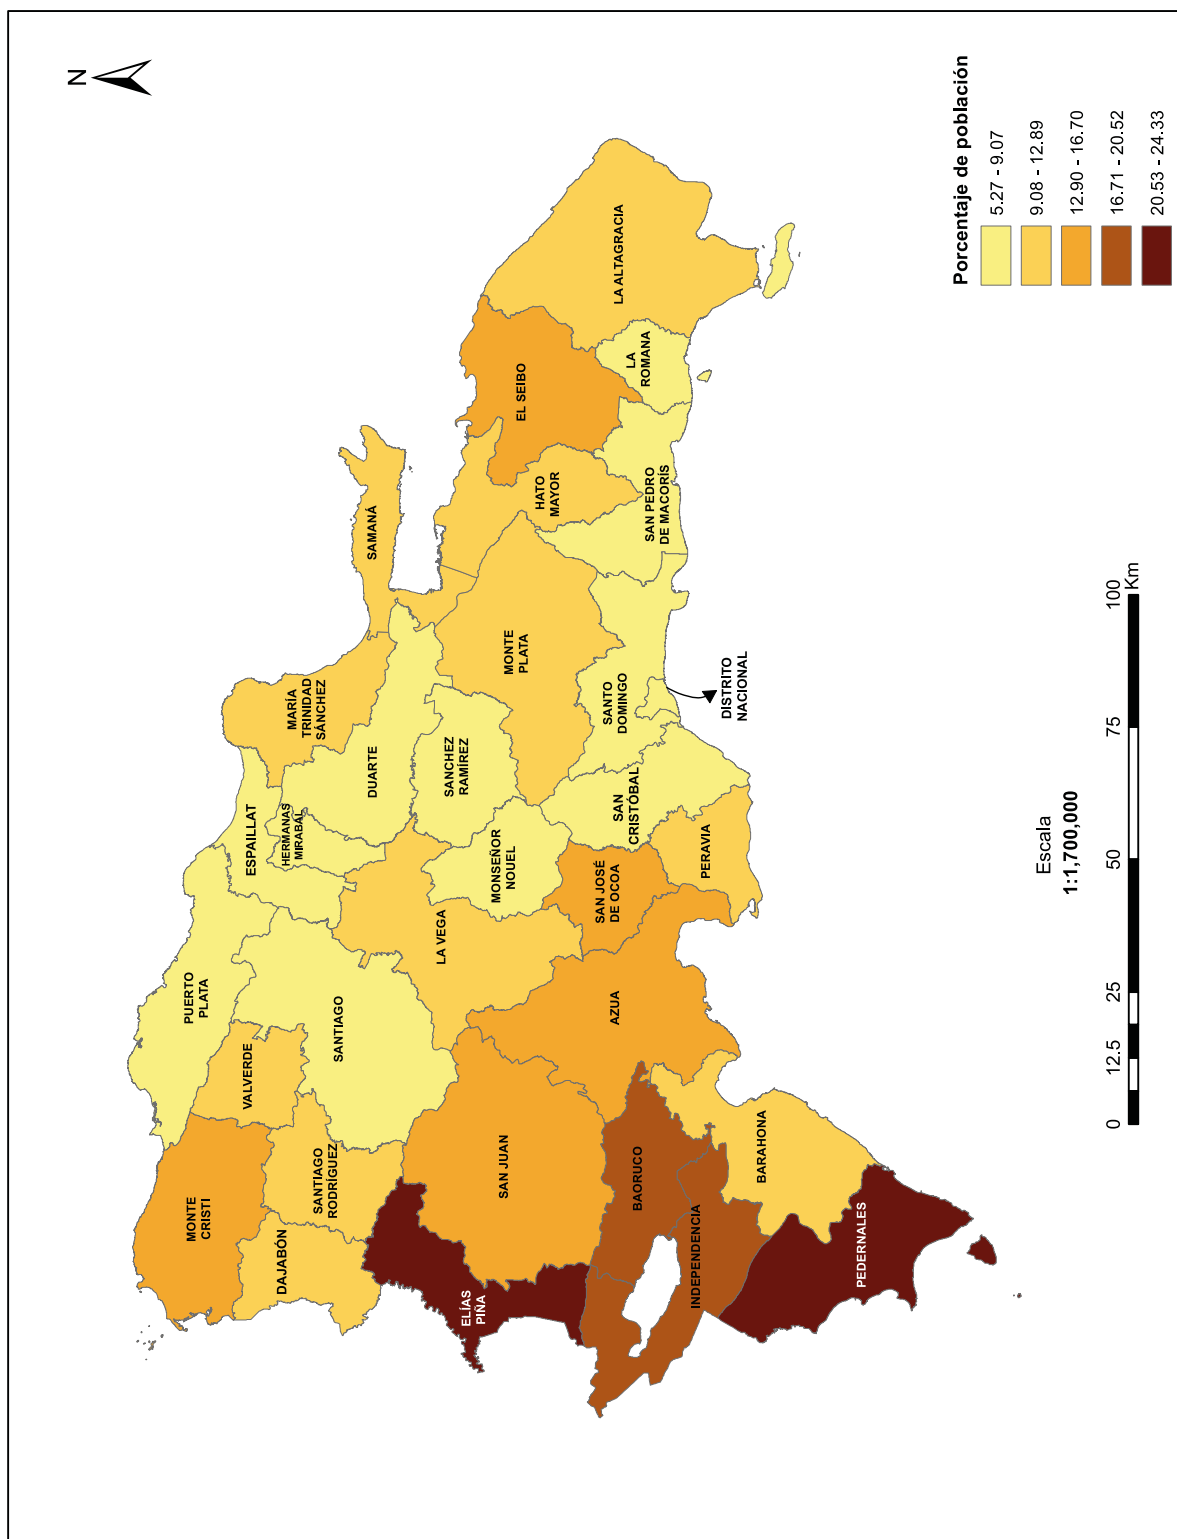 N
PUERTO
PLATA
ESPAILLAT
HERMANAS
MIRABAL
MARÍA
TRINIDAD
SÁNCHEZ
SAMANÁ
MONTE
CRISTI
VALVERDE
SANTIAGO
DUARTE
DAJABÓN
SANTIAGO
RODRÍGUEZ
LA VEGA
SANCHEZ
RAMÍREZ
MONTE
PLATA
HATO
MAYOR
EL SEIBO
LA ALTAGRACIA
ELÍAS
PIÑA
SAN JUAN
MONSEÑOR
NOUEL
AZUA
SAN JOSÉ
DE OCOA
SAN
CRISTÓBAL
SANTO
DOMINGO
SAN PEDRO
DE MACORÍS
LA
ROMANA
BAORUCO
INDEPENDENCIA
PERAVIA
DISTRITO
NACIONAL
BARAHONA
PEDERNALES
Escala
1:1,700,000
0 12.5 25 50 75 100
Km
Porcentaje de población
5.27 - 9.07
9.08 - 12.89
12.90 - 16.70
16.71 - 20.52
20.53 - 24.33